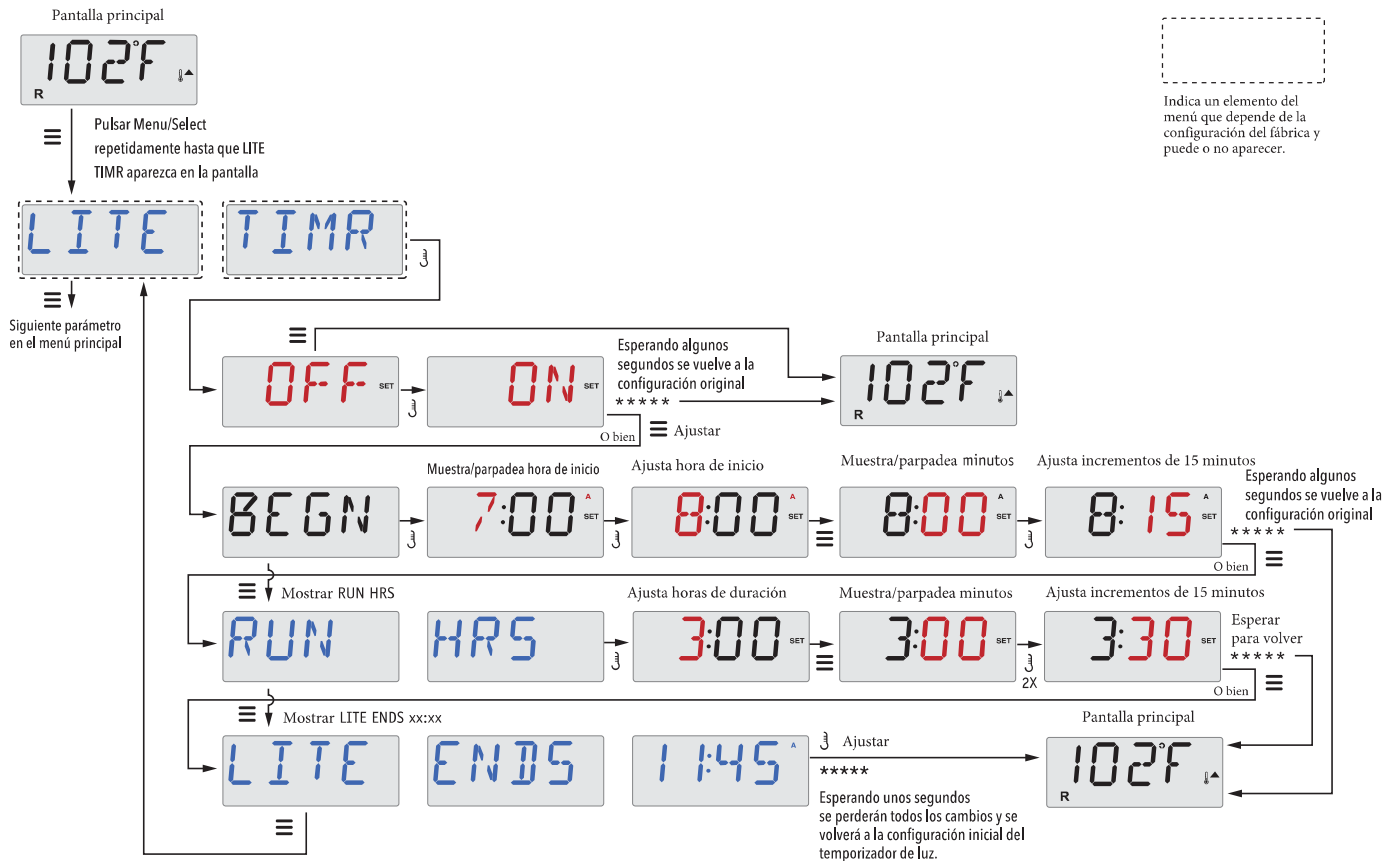 Pantalla principal
102°F
R
Pulsar Menu/Select
repetidamente hasta que LITE
TIMR aparezca en la pantalla
Indica un elemento del
menú que depende de la
configuración del fábrica y
puede o no aparecer.
LITE
TIMR
Siguiente parámetro
en el menú principal
OFF
SET
ON
SET
Esperando algunos
segundos se vuelve a la
configuración original
*****
O bien
Ajustar
Pantalla principal
102°F
R
BEGN
Muestra/parpadea hora de inicio
7:00
A
SET
Ajusta hora de inicio
8:00
A
SET
Muestra/parpadea minutos
8:00
A
SET
Ajusta incrementos de 15 minutos
8:15
A
SET
Esperando algunos
segundos se vuelve a la
configuración original
*****
O bien
Mostrar RUN HRS
RUN
HRS
Ajusta horas de duración
3:00
SET
Muestra/parpadea minutos
3:00
SET
2X
Ajusta incrementos de 15 minutos
3:30
SET
Esperar
para volver
*****
O bien
Mostrar LITE ENDS xx:xx
LITE
ENDS
11:45
A
Ajustar
*****
Esperando unos segundos
se perderán todos los cambios y se
volverá a la configuración inicial del
temporizador de luz.
Pantalla principal
102°F
R